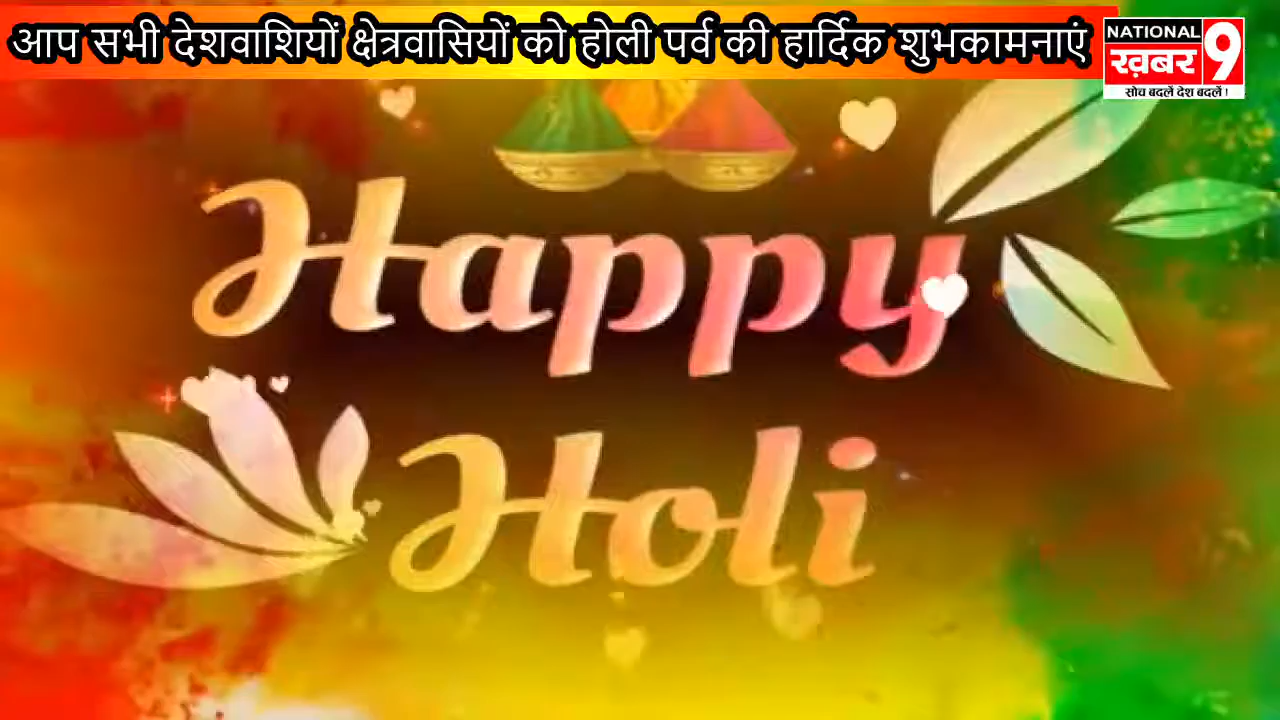 आप सभी देशवाशियों क्षेत्रवासियों को होली पर्व की हार्दिक शुभकामनाएं
NATIONAL
ख़बर 9
सोच बदलें देश बदलें !
Happy
Holi